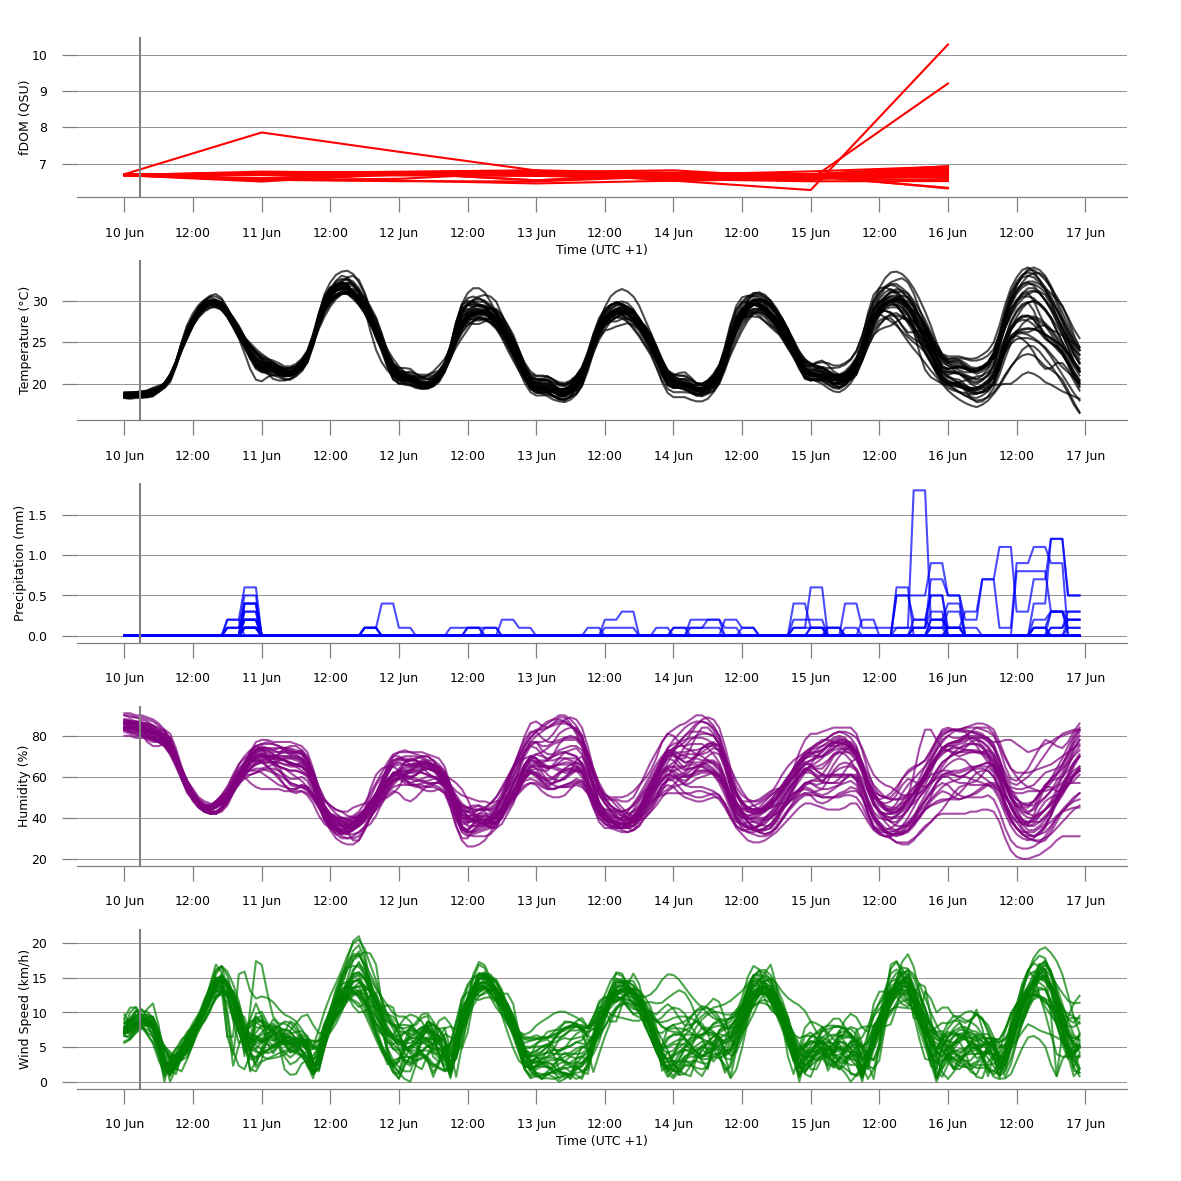 fDOM (QSU)
10
9
8
7
10 Jun 12:00 11 Jun 12:00 12 Jun 12:00 13 Jun 12:00 14 Jun 12:00 15 Jun 12:00 16 Jun 12:00 17 Jun
Time (UTC +1)
Temperature (°C)
30
25
20
10 Jun 12:00 11 Jun 12:00 12 Jun 12:00 13 Jun 12:00 14 Jun 12:00 15 Jun 12:00 16 Jun 12:00 17 Jun
Precipitation (mm)
1.5
1.0
0.5
0.0
10 Jun 12:00 11 Jun 12:00 12 Jun 12:00 13 Jun 12:00 14 Jun 12:00 15 Jun 12:00 16 Jun 12:00 17 Jun
Humidity (%)
80
60
40
20
10 Jun 12:00 11 Jun 12:00 12 Jun 12:00 13 Jun 12:00 14 Jun 12:00 15 Jun 12:00 16 Jun 12:00 17 Jun
Wind Speed (km/h)
20
15
10
5
0
10 Jun 12:00 11 Jun 12:00 12 Jun 12:00 13 Jun 12:00 14 Jun 12:00 15 Jun 12:00 16 Jun 12:00 17 Jun
Time (UTC +1)